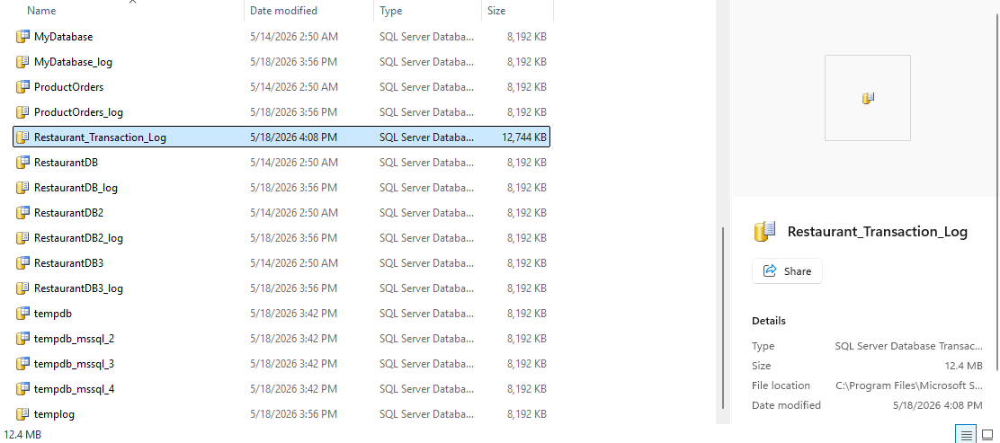 Name Date modified Type Size
MyDatabase 5/14/2026 2:50 AM SQL Server Databa... 8,192 KB
MyDatabase_log 5/18/2026 3:56 PM SQL Server Databa... 8,192 KB
ProductOrders 5/14/2026 2:50 AM SQL Server Databa... 8,192 KB
ProductOrders_log 5/18/2026 3:56 PM SQL Server Databa... 8,192 KB
Restaurant_Transaction_Log 5/18/2026 4:08 PM SQL Server Databa... 12,744 KB
RestaurantDB 5/14/2026 2:50 AM SQL Server Databa... 8,192 KB
RestaurantDB_log 5/18/2026 3:56 PM SQL Server Databa... 8,192 KB
RestaurantDB2 5/14/2026 2:50 AM SQL Server Databa... 8,192 KB
RestaurantDB2_log 5/18/2026 3:56 PM SQL Server Databa... 8,192 KB
RestaurantDB3 5/14/2026 2:50 AM SQL Server Databa... 8,192 KB
RestaurantDB3_log 5/18/2026 3:56 PM SQL Server Databa... 8,192 KB
tempdb 5/18/2026 3:42 PM SQL Server Databa... 8,192 KB
tempdb_mssql_2 5/18/2026 3:42 PM SQL Server Databa... 8,192 KB
tempdb_mssql_3 5/18/2026 3:42 PM SQL Server Databa... 8,192 KB
tempdb_mssql_4 5/18/2026 3:42 PM SQL Server Databa... 8,192 KB
templog 5/18/2026 3:56 PM SQL Server Databa... 8,192 KB
12.4 MB
Restaurant_Transaction_Log
Share
Details
Type SQL Server Database Transac...
Size 12.4 MB
File location C:\Program Files\Microsoft S...
Date modified 5/18/2026 4:08 PM